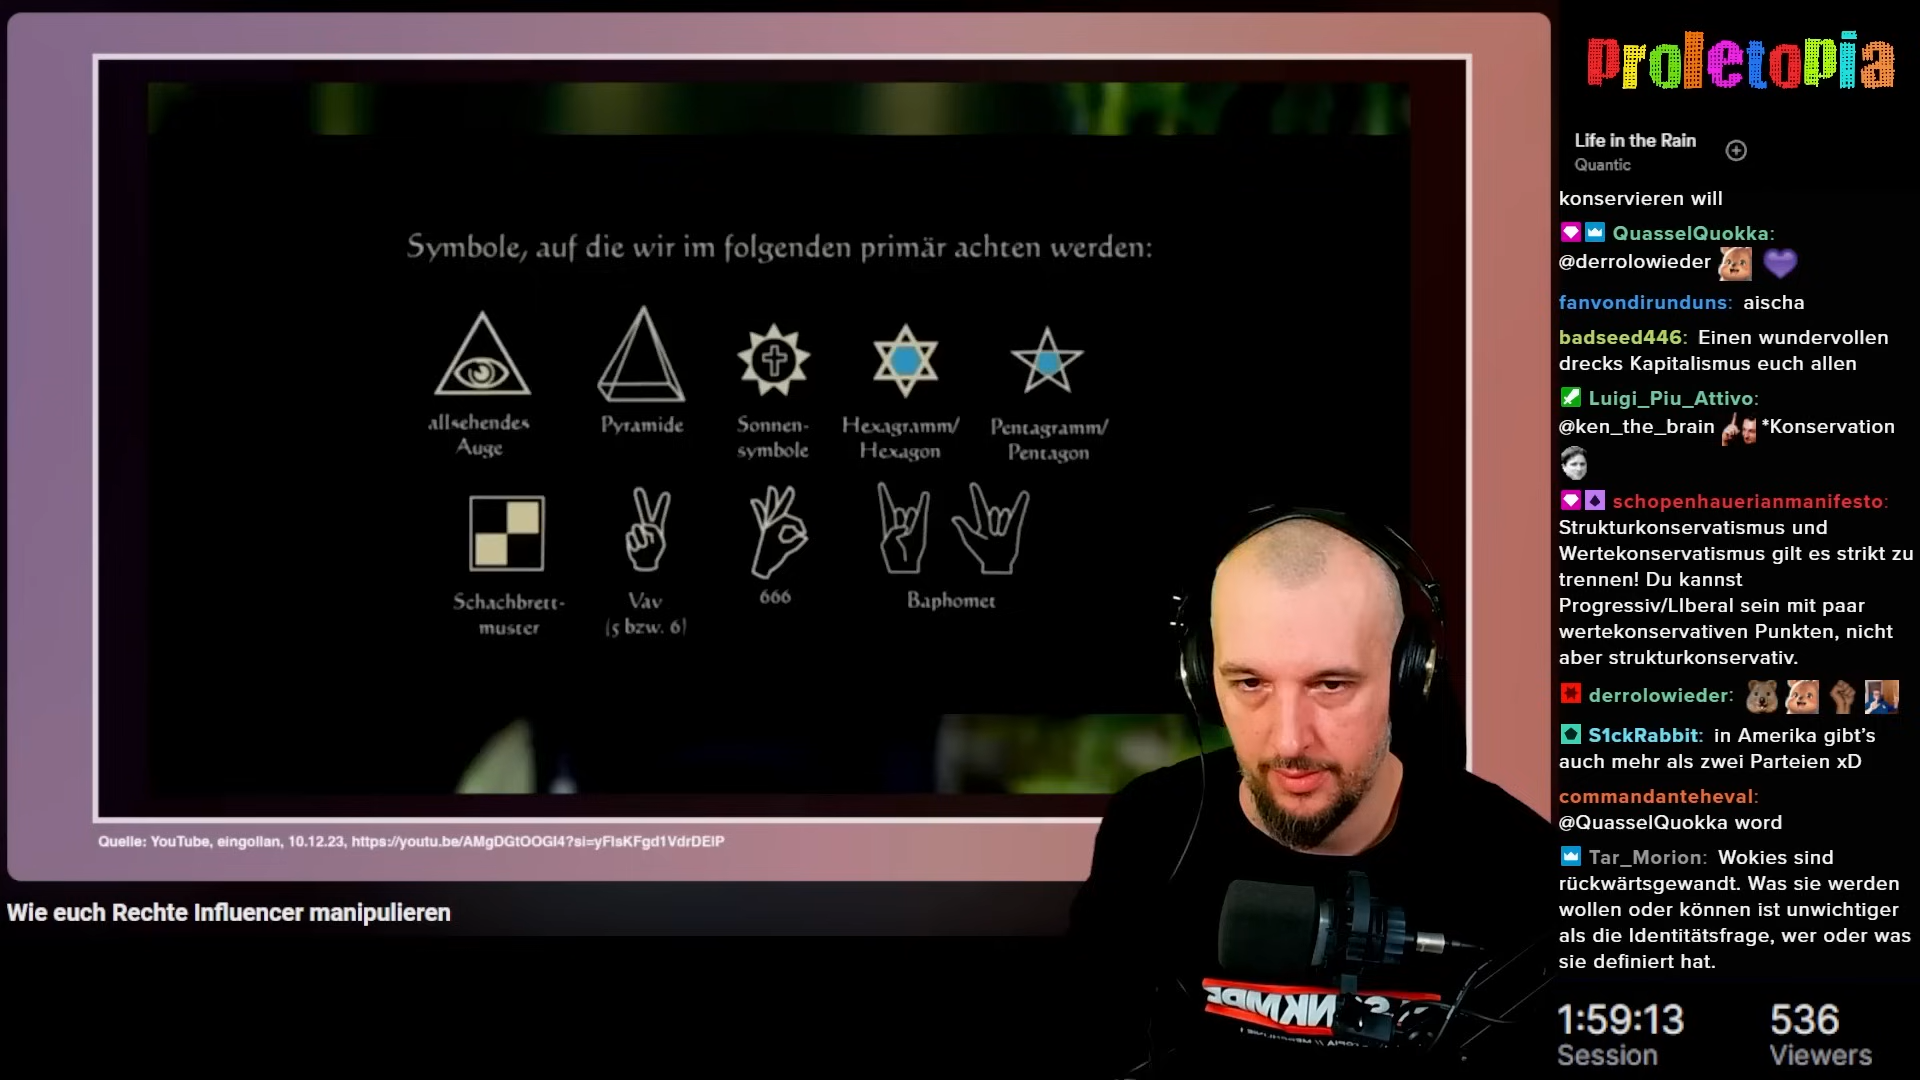 Symbole, auf die wir im folgenden primär achten werden:
allsehendes
Auge
Pyramide
Sonnen-
symbole
Hexagramm/
Hexagon
Pentagramm/
Pentagon
Schachbrett-
muster
Vav
(5 bzw. 6)
666
Baphomet
Quelle: YouTube, eingollan, 10.12.23, https://youtu.be/AMgDGtOOGI4?si=yFIsKFgd1VdrDEIP
Wie euch Rechte Influencer manipulieren
Proletopia
Life in the Rain
Quantic
konservieren will
QuasselQuokka:
@derrolowieder
fanvondirunduns: aischa
badseed446: Einen wundervollen
drecks Kapitalismus euch allen
Luigi_Piu_Attivo:
@ken_the_brain *Konservation
schopenhauerianmanifesto:
Strukturkonservatismus und
Wertekonservatismus gilt es strikt zu
trennen! Du kannst
Progressiv/LIberal sein mit paar
wertekonservativen Punkten, nicht
aber strukturkonservativ.
derrolowieder:
S1ckRabbit: in Amerika gibt's
auch mehr als zwei Parteien xD
commandanteheval:
@QuasselQuokka word
Tar_Morion: Wokies sind
rückwärtsgewandt. Was sie werden
wollen oder können ist unwichtiger
als die Identitätsfrage, wer oder was
sie definiert hat.
1:59:13
Session
536
Viewers